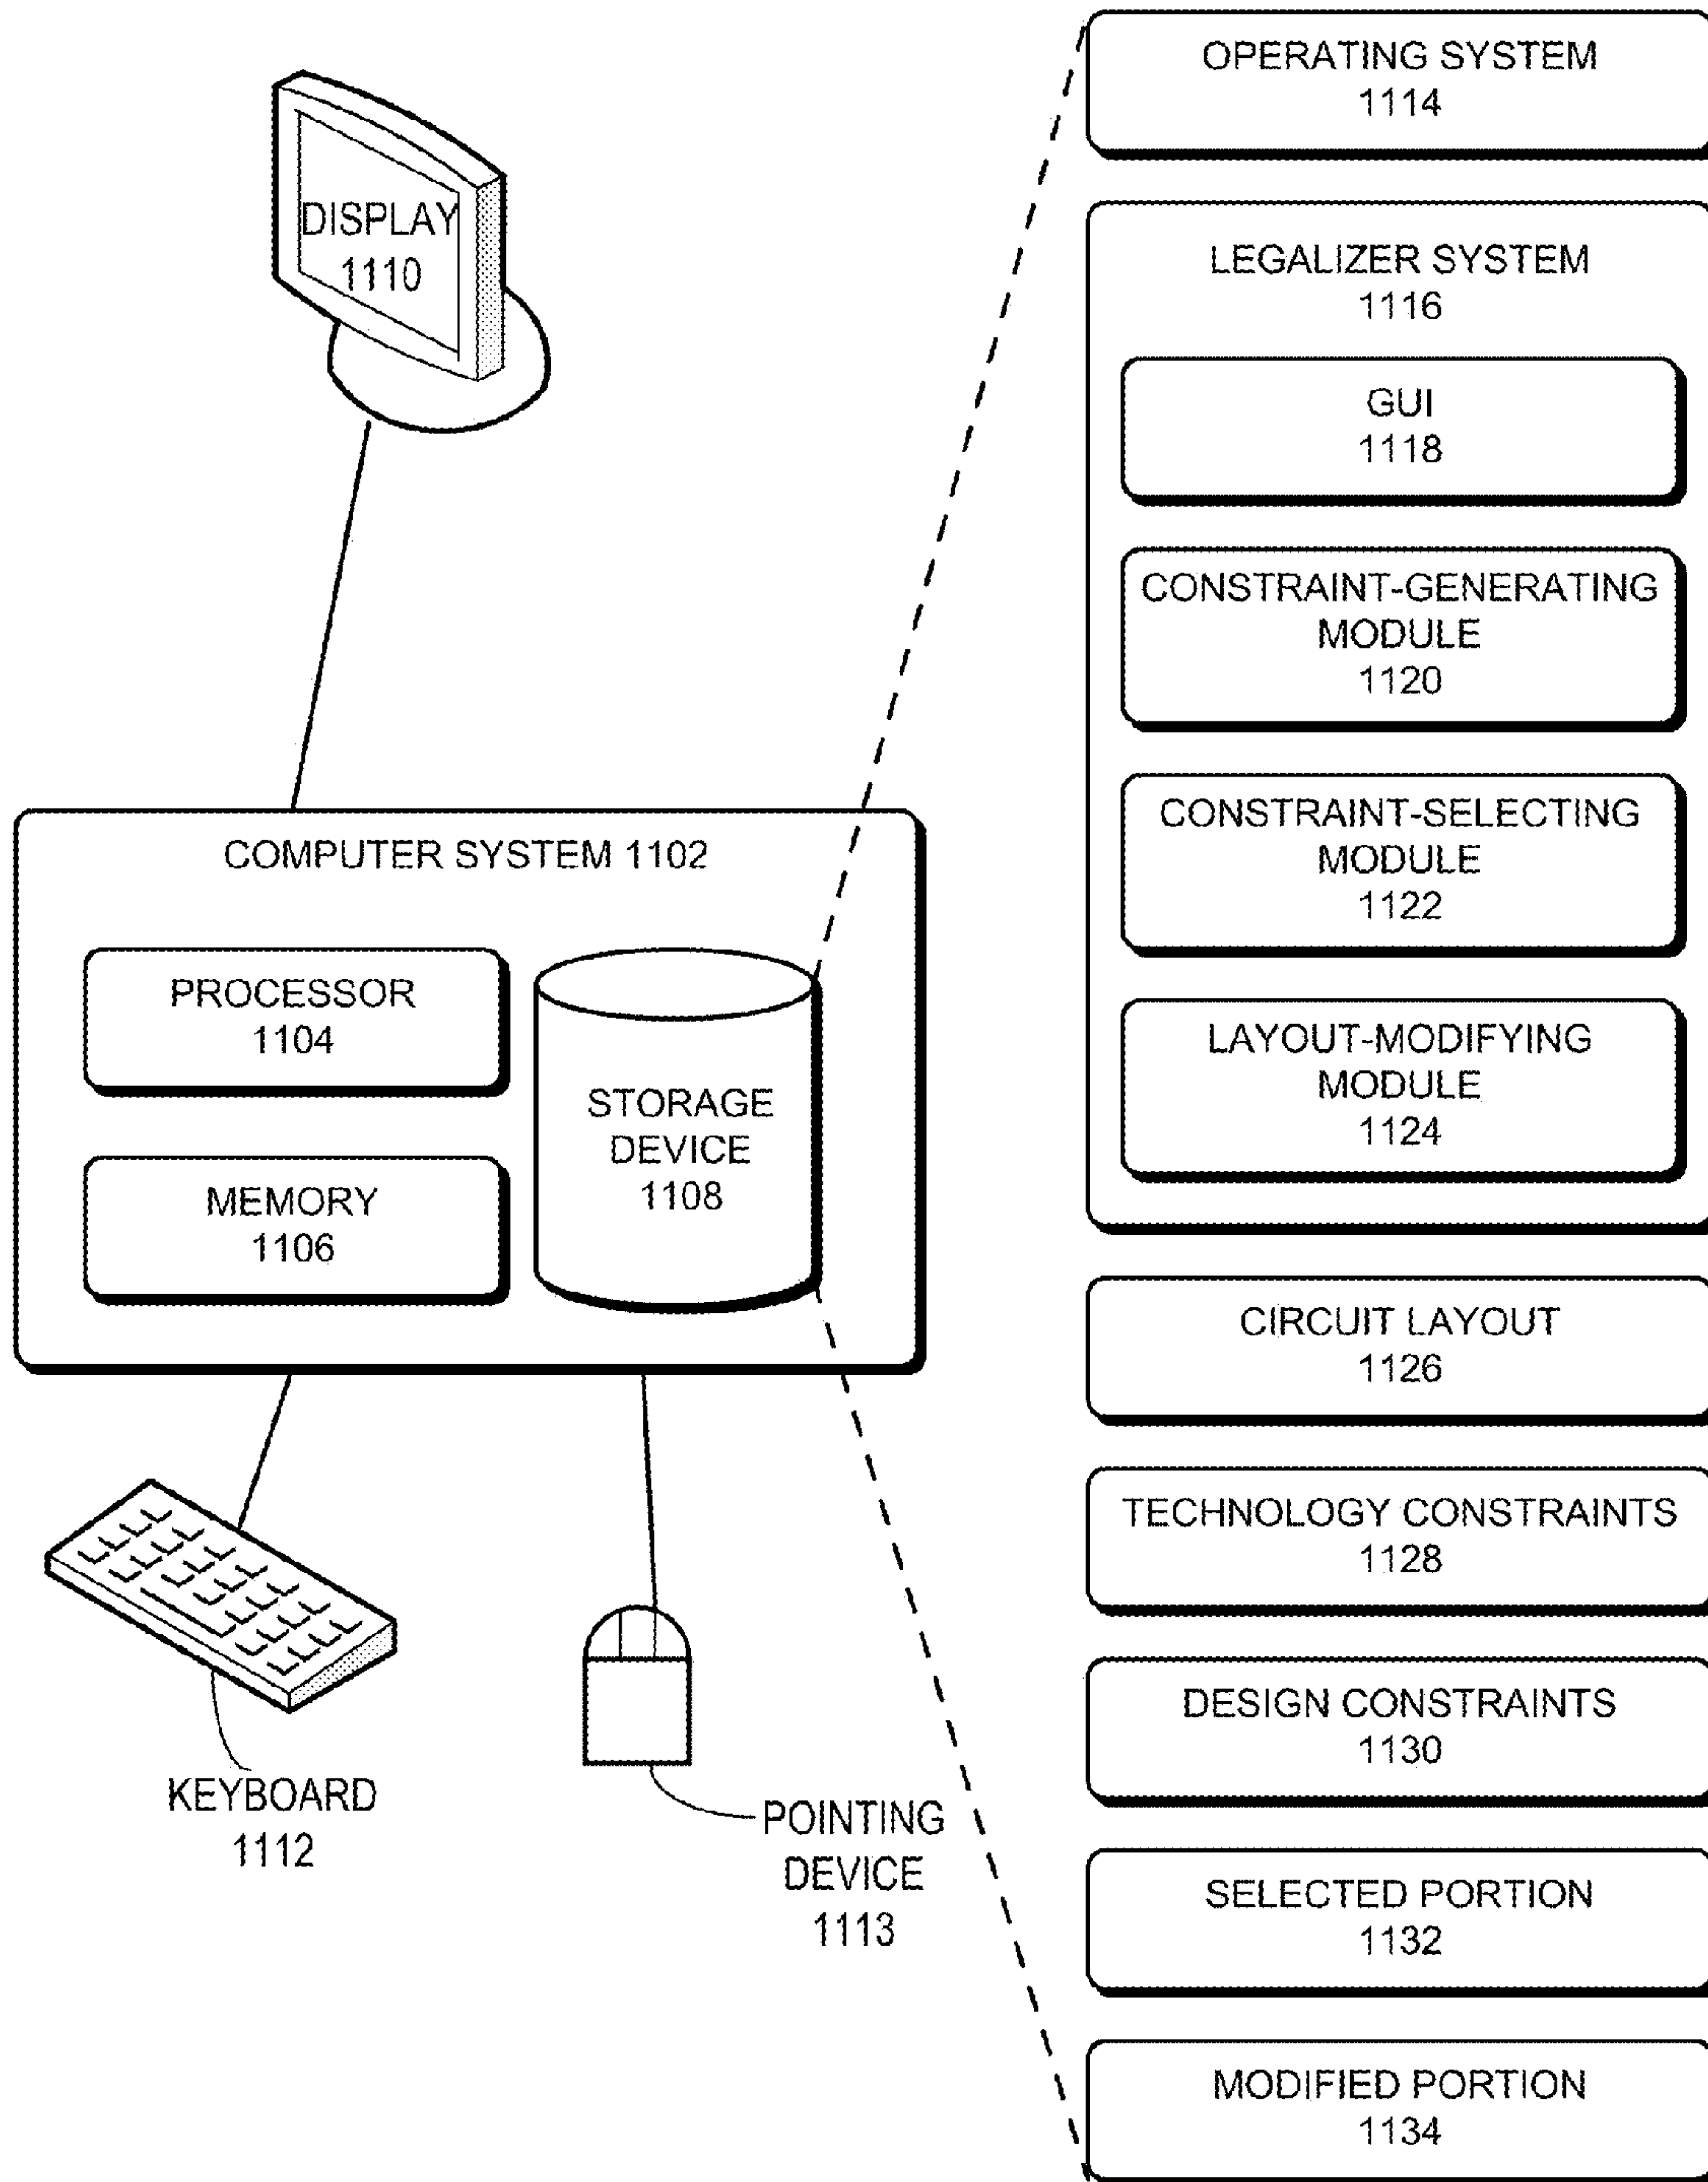 DISPLAY
1110
COMPUTER SYSTEM 1102
PROCESSOR
1104
MEMORY
1106
STORAGE
DEVICE
1108
KEYBOARD
1112
POINTING
DEVICE
1113
OPERATING SYSTEM
1114
LEGALIZER SYSTEM
1116
GUI
1118
CONSTRAINT-GENERATING
MODULE
1120
CONSTRAINT-SELECTING
MODULE
1122
LAYOUT-MODIFYING
MODULE
1124
CIRCUIT LAYOUT
1126
TECHNOLOGY CONSTRAINTS
1128
DESIGN CONSTRAINTS
1130
SELECTED PORTION
1132
MODIFIED PORTION
1134